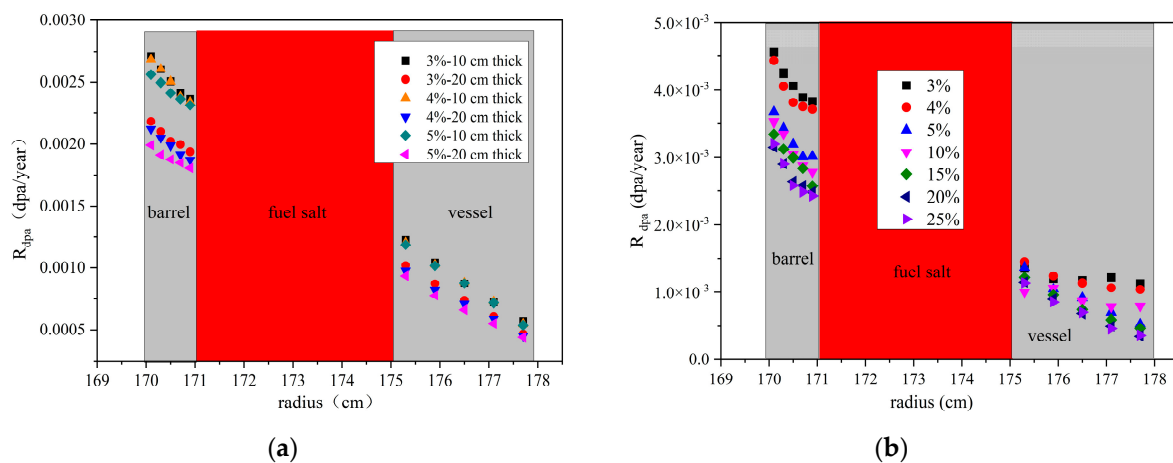 0.0030
0.0025
0.0020
0.0015
0.0010
0.0005
R_dpa (dpa/year)
3%-10 cm thick
3%-20 cm thick
4%-10 cm thick
4%-20 cm thick
5%-10 cm thick
5%-20 cm thick
barrel
fuel salt
vessel
169 170 171 172 173 174 175 176 177 178
radius (cm)
(a)
5.0×10⁻³
4.0×10⁻³
3.0×10⁻³
2.0×10⁻³
1.0×10⁻³
0.0
R_dpa (dpa/year)
3%
4%
5%
10%
15%
20%
25%
barrel
fuel salt
vessel
169 170 171 172 173 174 175 176 177 178
radius (cm)
(b)